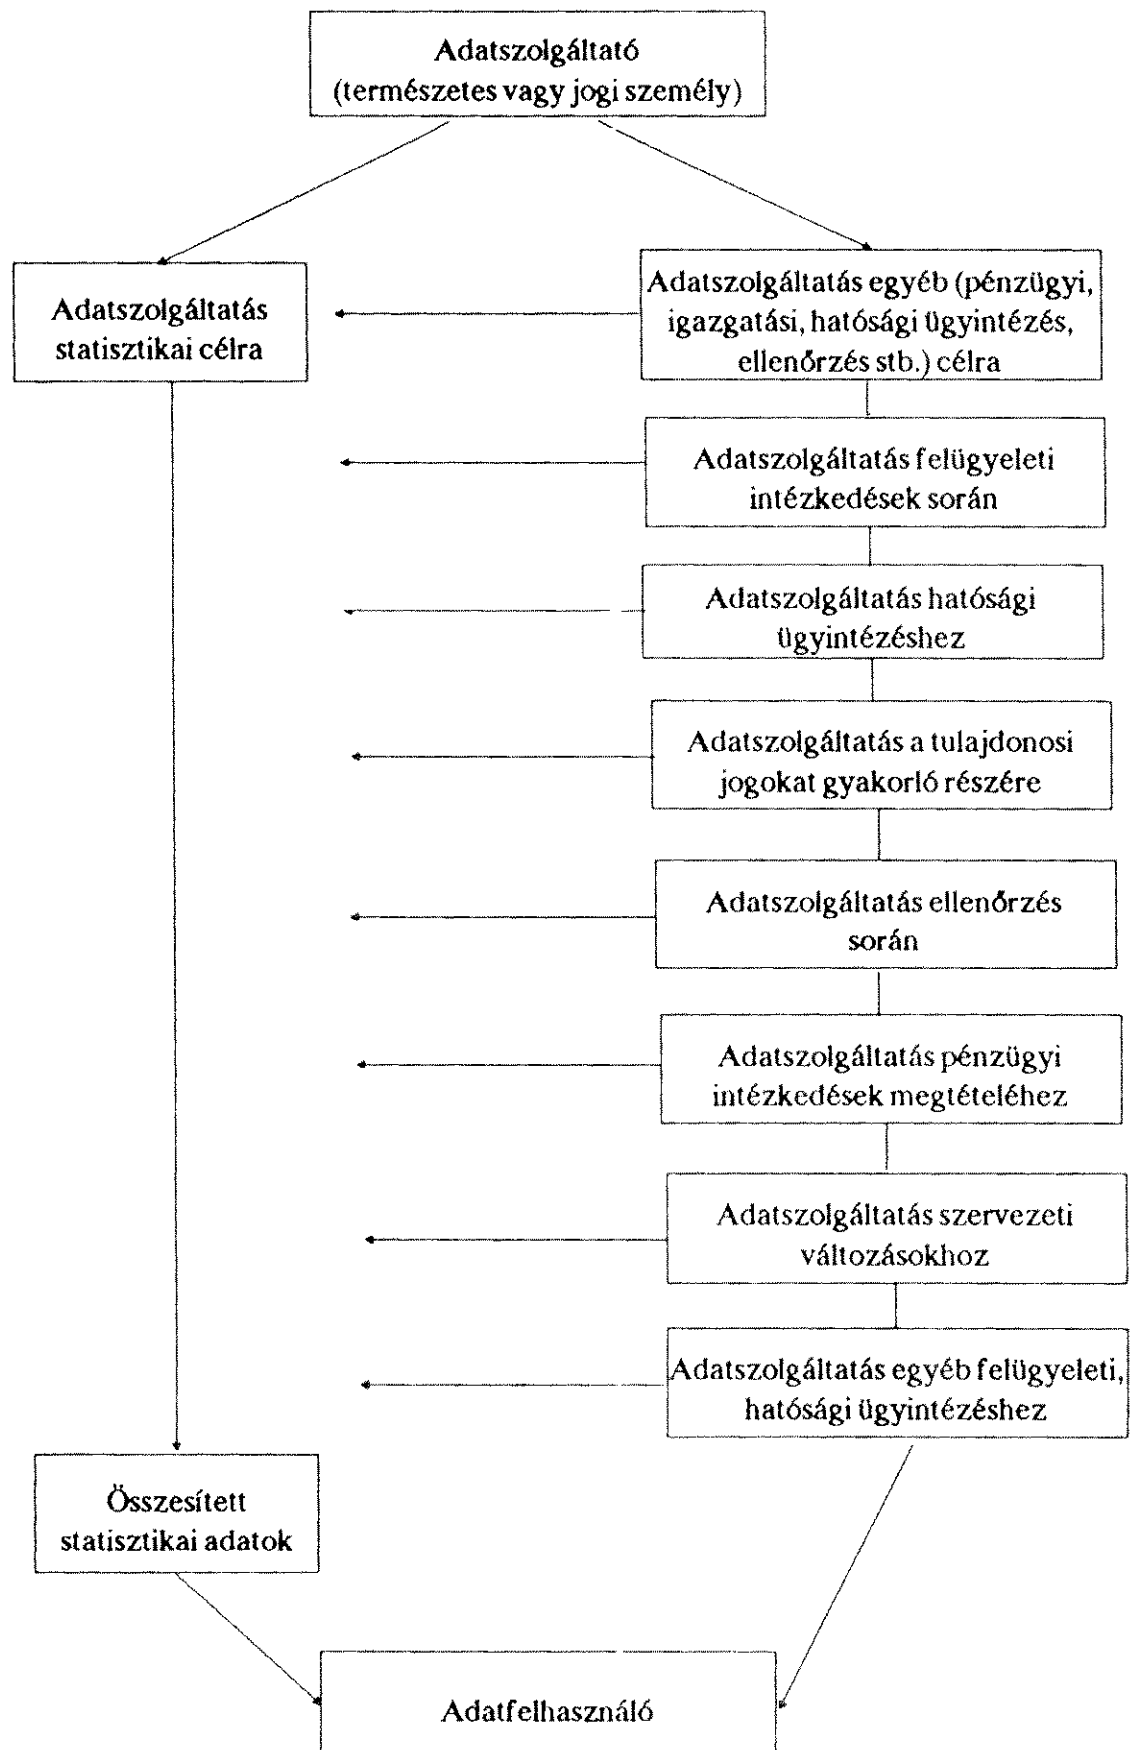 Adatszolgáltató
(természetes vagy jogi személy)
Adatszolgáltatás
statisztikai célra
Adatszolgáltatás egyéb (pénzügyi,
igazgatási, hatósági ügyintézés,
ellenőrzés stb.) célra
Adatszolgáltatás felügyeleti
intézkedések során
Adatszolgáltatás hatósági
ügyintézéshez
Adatszolgáltatás a tulajdonosi
jogokat gyakorló részére
Adatszolgáltatás ellenőrzés
során
Adatszolgáltatás pénzügyi
intézkedések megtételéhez
Adatszolgáltatás szervezeti
változásokhoz
Adatszolgáltatás egyéb felügyeleti,
hatósági ügyintézéshez
Összesített
statisztikai adatok
Adatfelhasználó